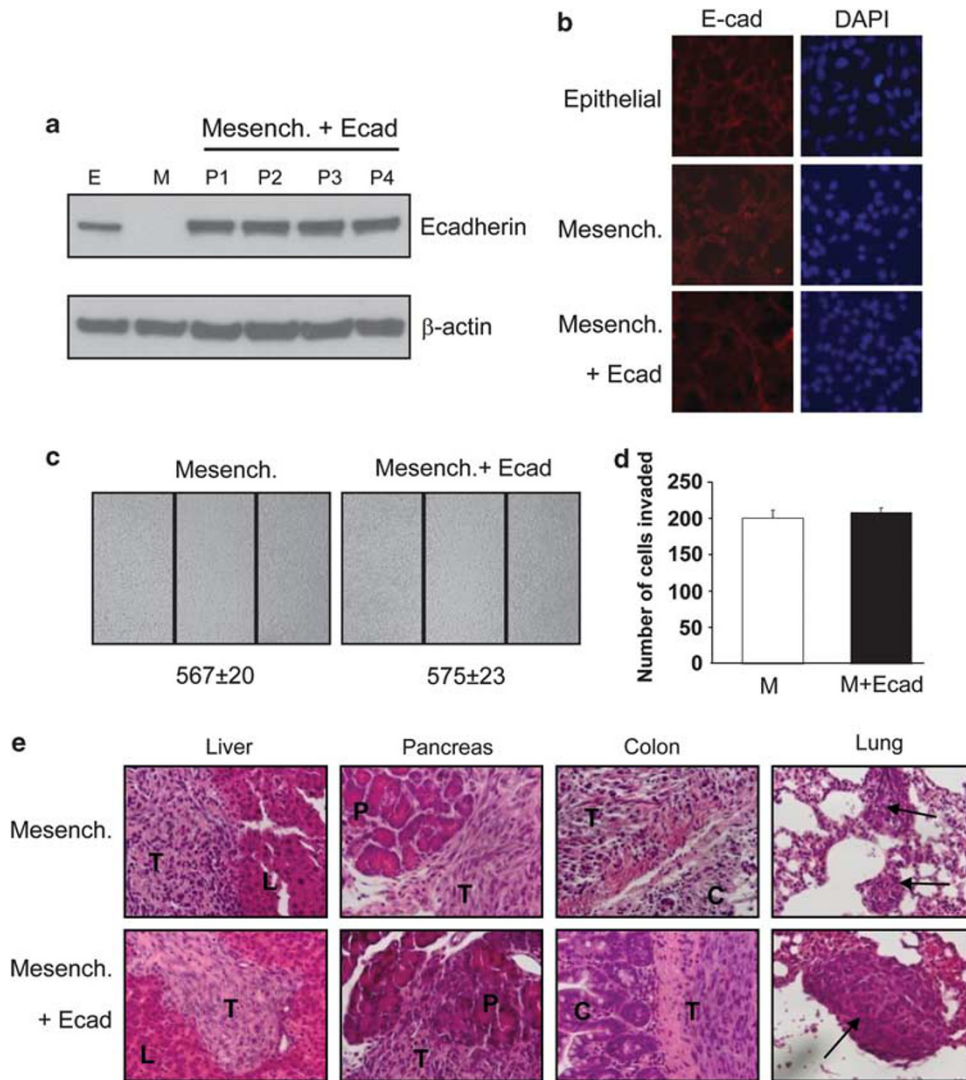 a
Mesench. + Ecad
E M P1 P2 P3 P4
Ecadherin
β-actin
b
E-cad DAPI
Epithelial
Mesench.
Mesench.
+ Ecad
c
Mesench. Mesench.+ Ecad
567±20 575±23
d
Number of cells invaded
250
200
150
100
50
0
M M+Ecad
e
Liver Pancreas Colon Lung
Mesench.
T L P T T C
Mesench.
+ Ecad
L T P T C T